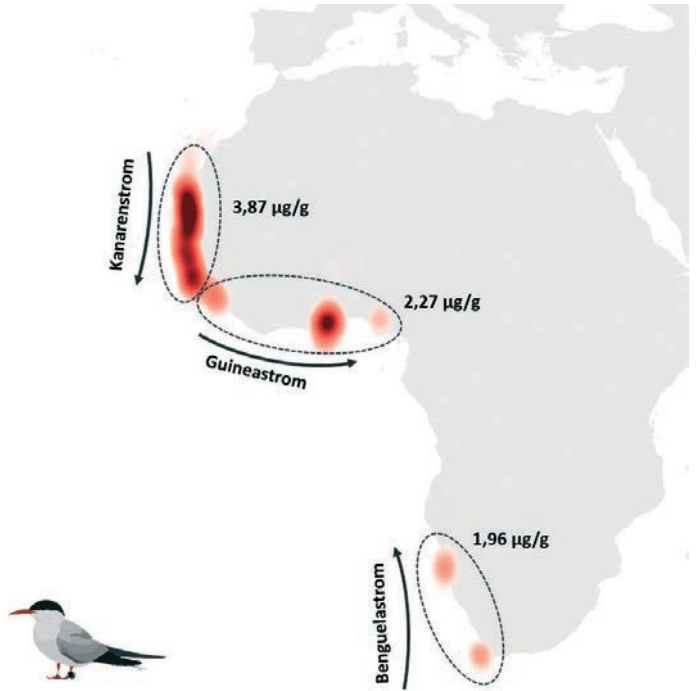 Kanarenstrom
3,87 µg/g
2,27 µg/g
Guineastrom
1,96 µg/g
Benguelastrom